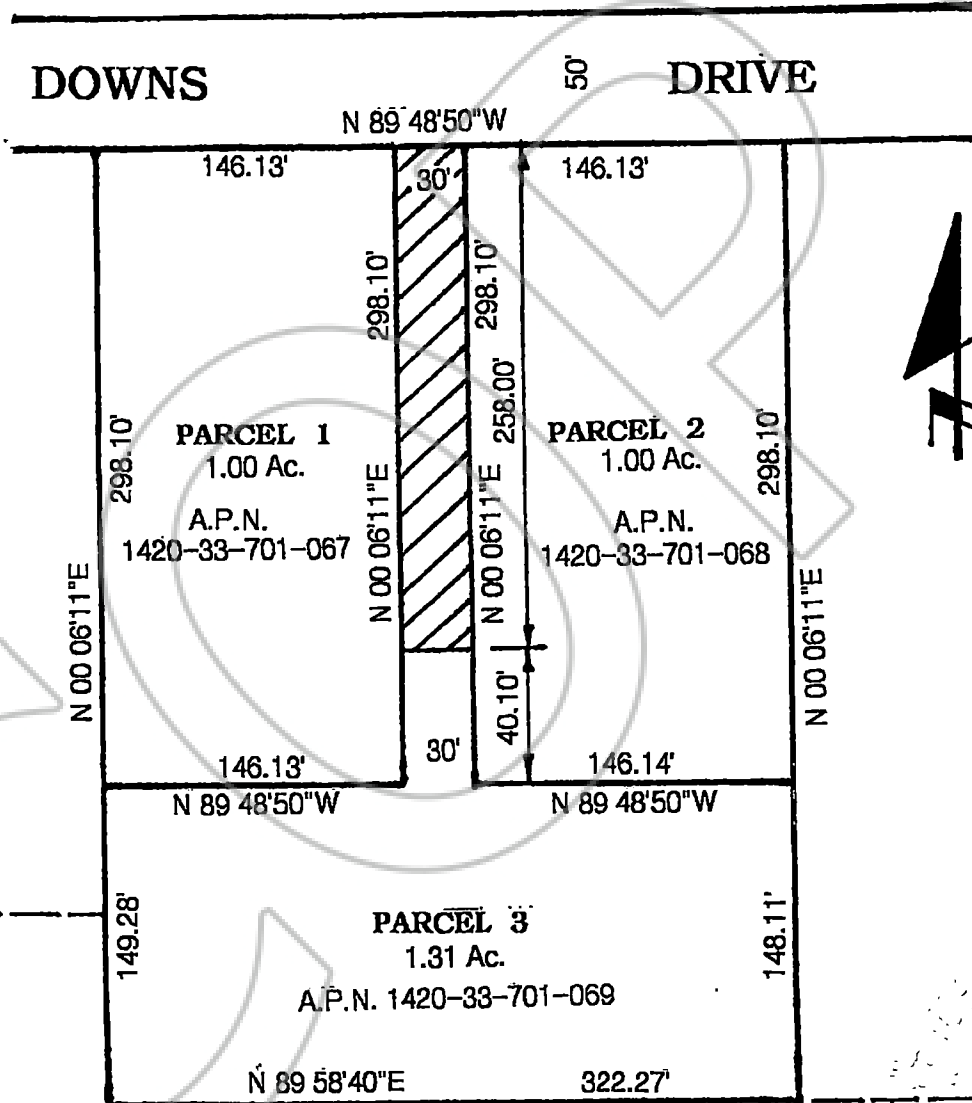 DOWNS
50'
DRIVE
N 89 48'50"W
146.13'
30'
146.13'
298.10'
298.10'
258.00'
298.10'
298.10'
PARCEL 1
1.00 Ac.
A.P.N.
1420-33-701-067
PARCEL 2
1.00 Ac.
A.P.N.
1420-33-701-068
N 00 06'11"E
N 00 06'11"E
N 00 06'11"E
N 00 06'11"E
40.10'
30'
146.13'
N 89 48'50"W
146.14'
N 89 48'50"W
149.28'
148.11'
PARCEL 3
1.31 Ac.
A.P.N. 1420-33-701-069
N 89 58'40"E
322.27'